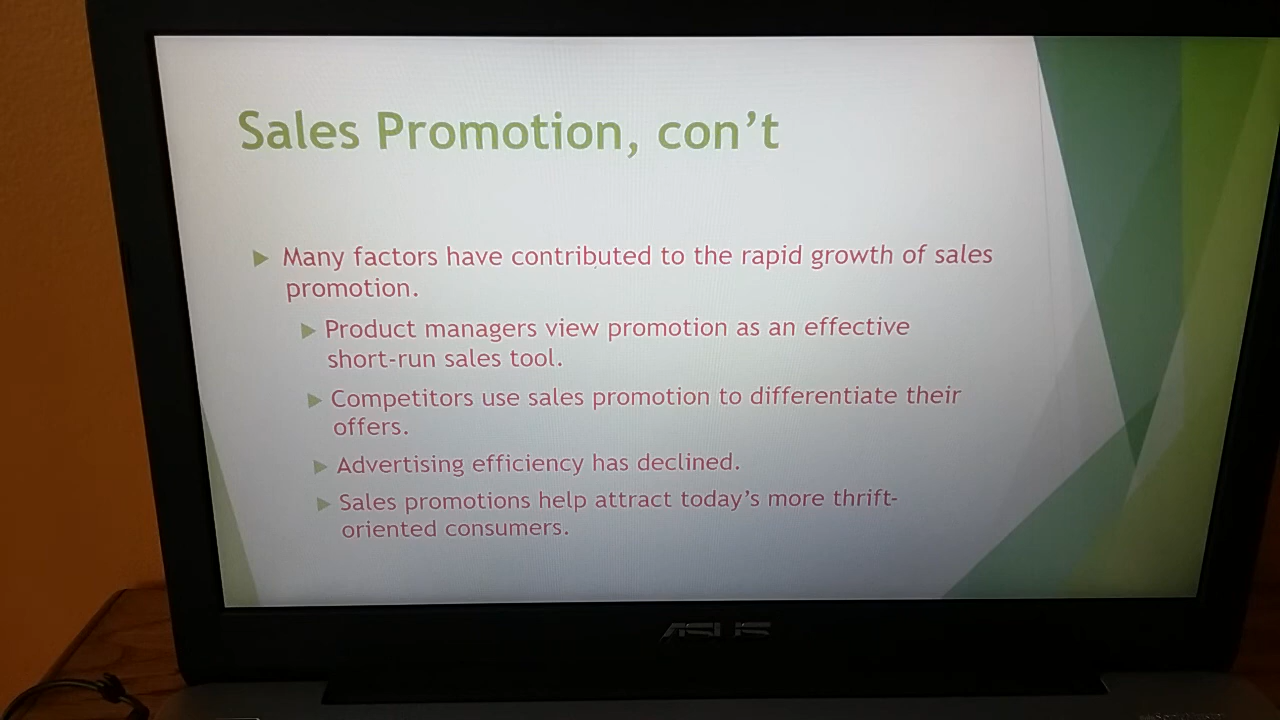 Sales Promotion, con't
Many factors have contributed to the rapid growth of sales
promotion.
Product managers view promotion as an effective
short-run sales tool.
Competitors use sales promotion to differentiate their
offers.
Advertising efficiency has declined.
Sales promotions help attract today's more thrift-
oriented consumers.
ASUS